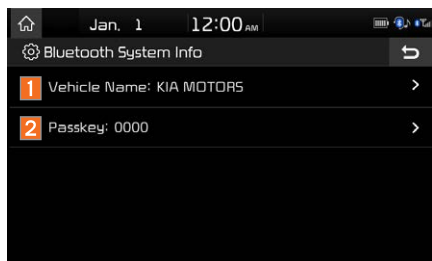 Jan. 1 12:00 AM
Bluetooth System Info
1 Vehicle Name: KIA MOTORS
2 Passkey: 0000